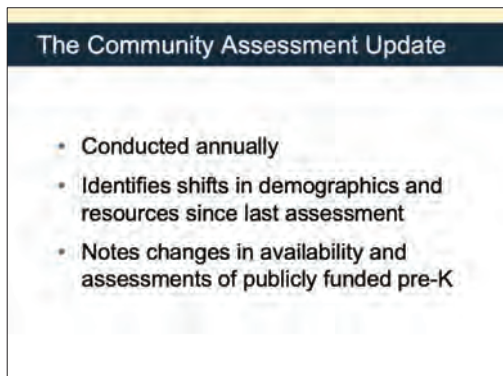 The Community Assessment Update
• Conducted annually
• Identifies shifts in demographics and
resources since last assessment
• Notes changes in availability and
assessments of publicly funded pre-K